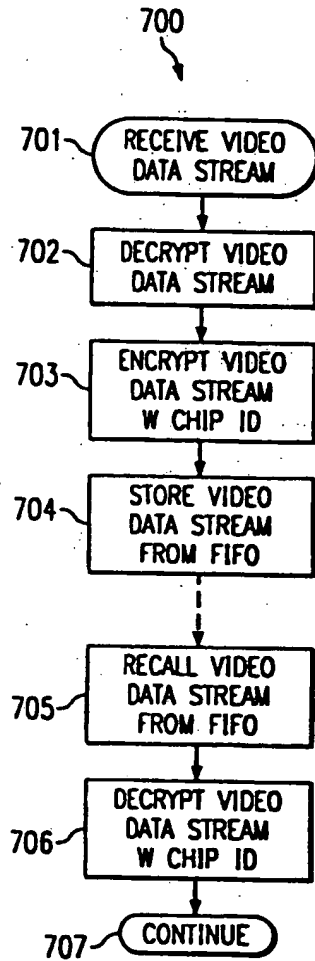 700
701
RECEIVE VIDEO
DATA STREAM
702
DECRYPT VIDEO
DATA STREAM
703
ENCRYPT VIDEO
DATA STREAM
W CHIP ID
704
STORE VIDEO
DATA STREAM
FROM FIFO
705
RECALL VIDEO
DATA STREAM
FROM FIFO
706
DECRYPT VIDEO
DATA STREAM
W CHIP ID
707
CONTINUE